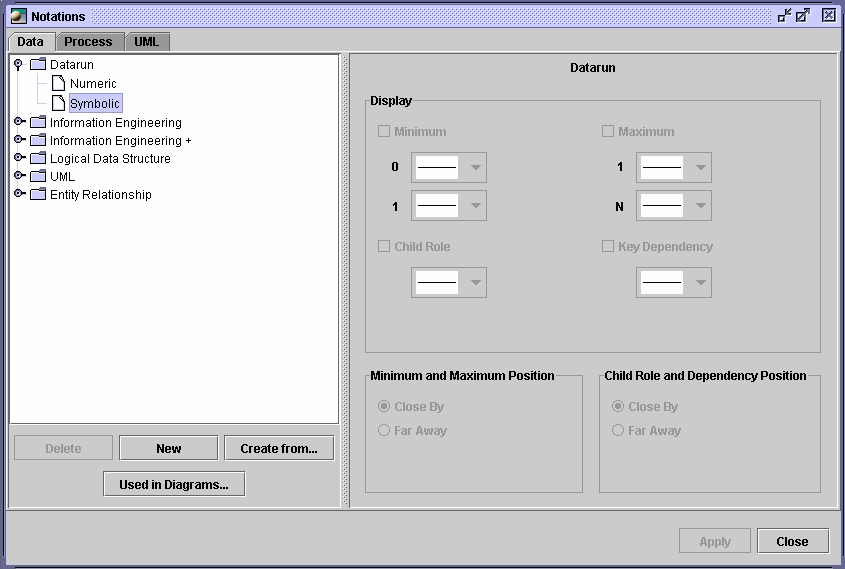 Notations
Data Process UML
Datarun
Numeric
Symbolic
Information Engineering
Information Engineering +
Logical Data Structure
UML
Entity Relationship
Delete New Create from...
Used in Diagrams...
Datarun
Display
Minimum Maximum
0 1
1 N
Child Role Key Dependency
Minimum and Maximum Position
Close By
Far Away
Child Role and Dependency Position
Close By
Far Away
Apply Close